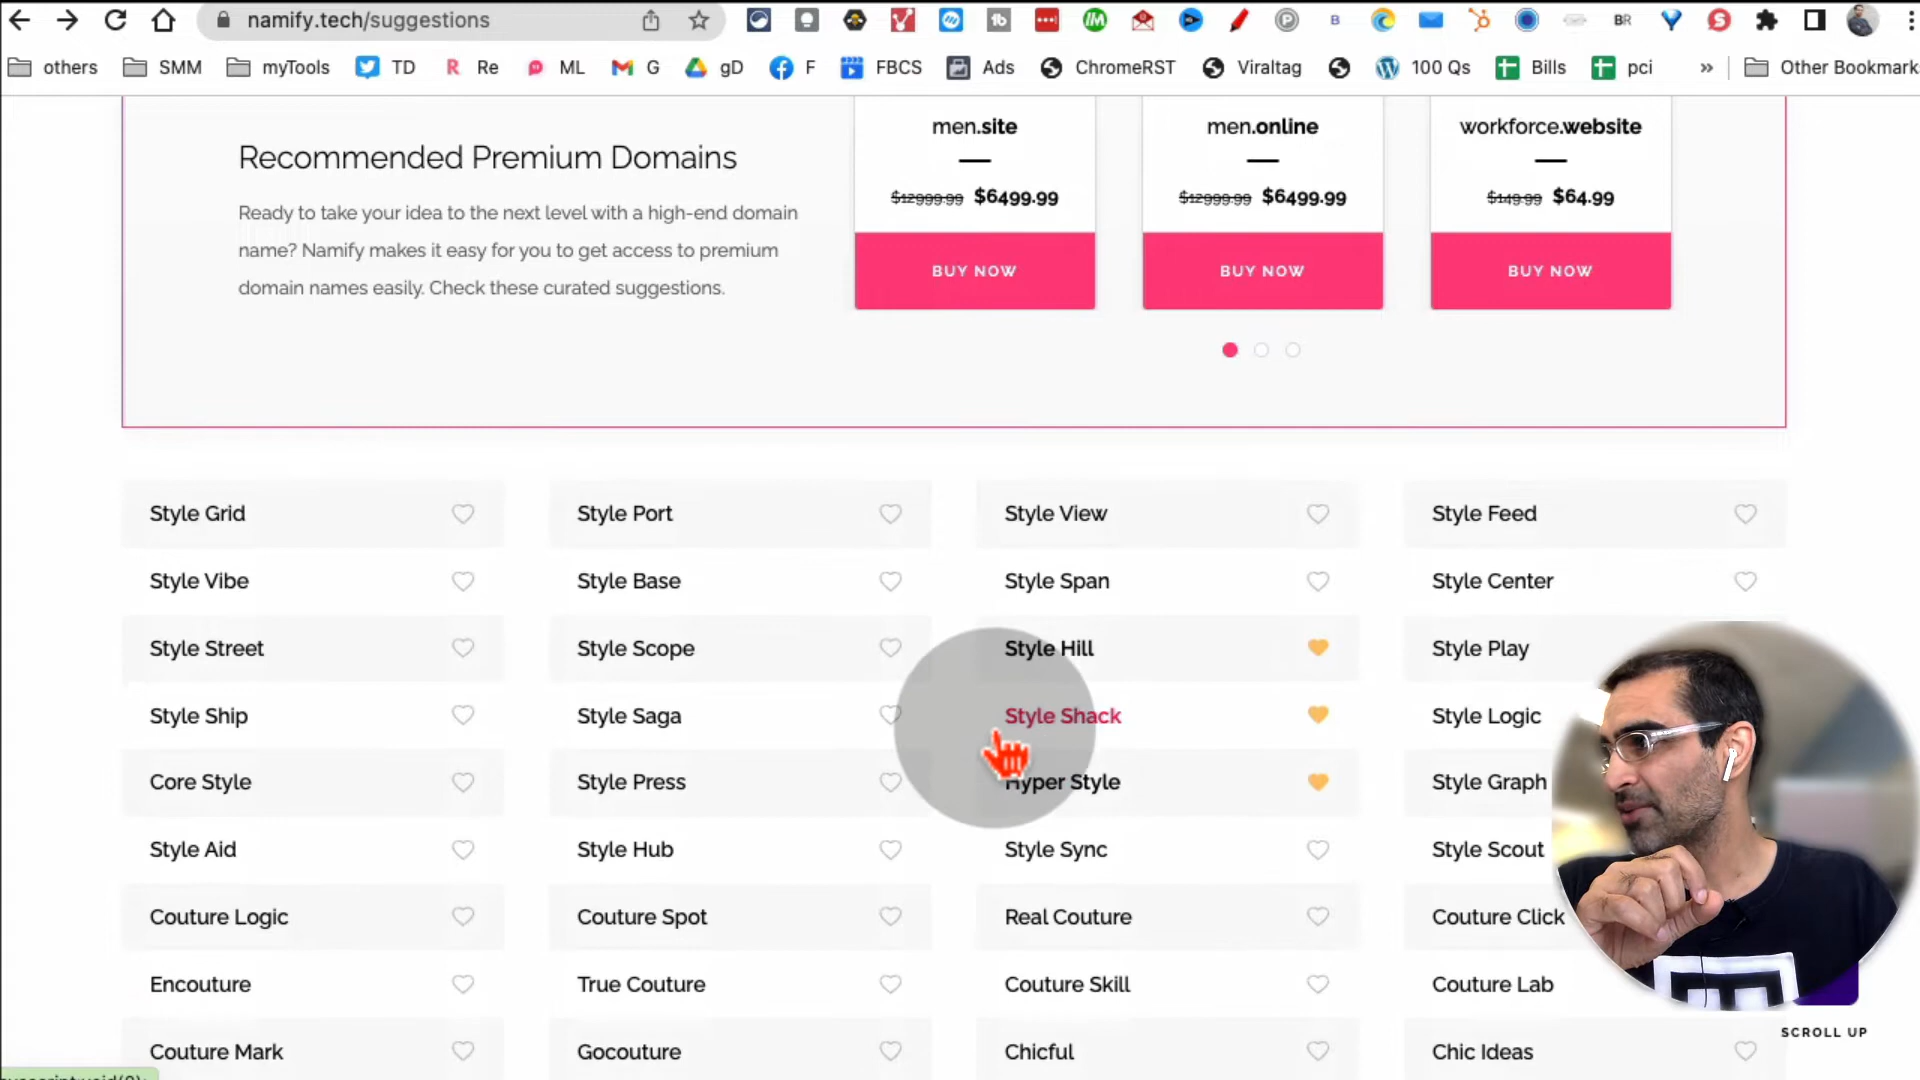 namify.tech/suggestions
others SMM myTools TD Re ML G gD F FBCS Ads ChromeRST Viraltag 100 Qs Bills pci » Other Bookmark
men.site men.online workforce.website
Recommended Premium Domains
$12999.99 $6499.99 $12999.99 $6499.99 $149.99 $64.99
Ready to take your idea to the next level with a high-end domain
name? Namify makes it easy for you to get access to premium
domain names easily. Check these curated suggestions.
BUY NOW BUY NOW BUY NOW
Style Grid Style Port Style View Style Feed
Style Vibe Style Base Style Span Style Center
Style Street Style Scope Style Hill Style Play
Style Ship Style Saga Style Shack Style Logic
Core Style Style Press Hyper Style Style Graph
Style Aid Style Hub Style Sync Style Scout
Couture Logic Couture Spot Real Couture Couture Click
Encouture True Couture Couture Skill Couture Lab
SCROLL UP
Couture Mark Gocouture Chicful Chic Ideas